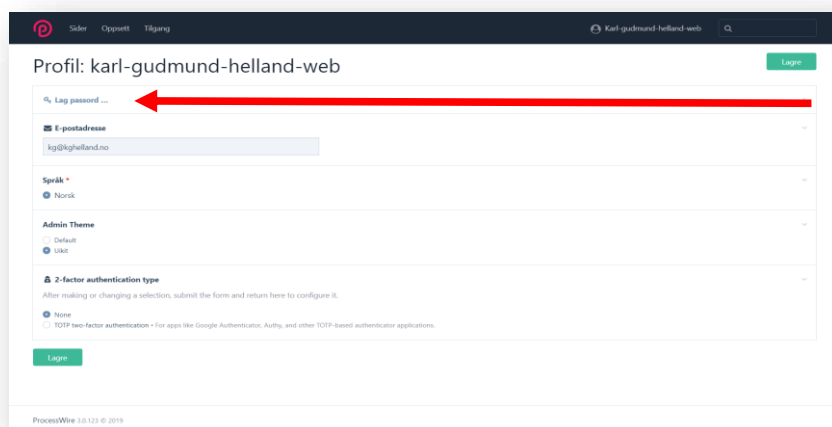 Sider Oppsett Tilgang Karl-gudmund-helland-web
Profil: karl-gudmund-helland-web
Lagre
Lag passord ...
E-postadresse
kg@kghelland.no
Språk *
Norsk
Admin Theme
Default
Uikit
2-factor authentication type
After making or changing a selection, submit the form and return here to configure it.
None
TOTP two-factor authentication • For apps like Google Authenticator, Authy, and other TOTP-based authenticator applications.
Lagre
ProcessWire 3.0.123 © 2019